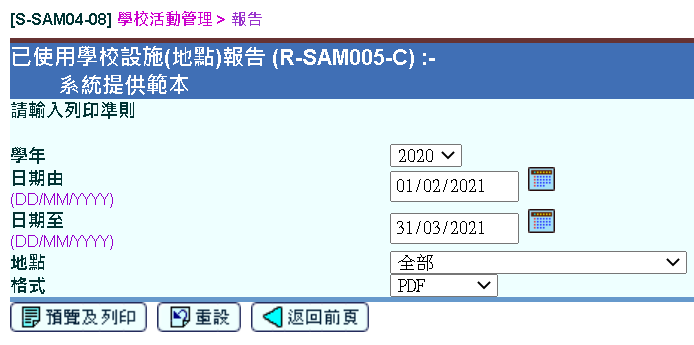 [S-SAM04-08] 學校活動管理 > 報告
已使用學校設施(地點)報告 (R-SAM005-C) :-
系統提供範本
請輸入列印準則
學年 2020
日期由 01/02/2021
(DD/MM/YYYY)
日期至 31/03/2021
(DD/MM/YYYY)
地點 全部
格式 PDF
預覽及列印 重設 返回前頁